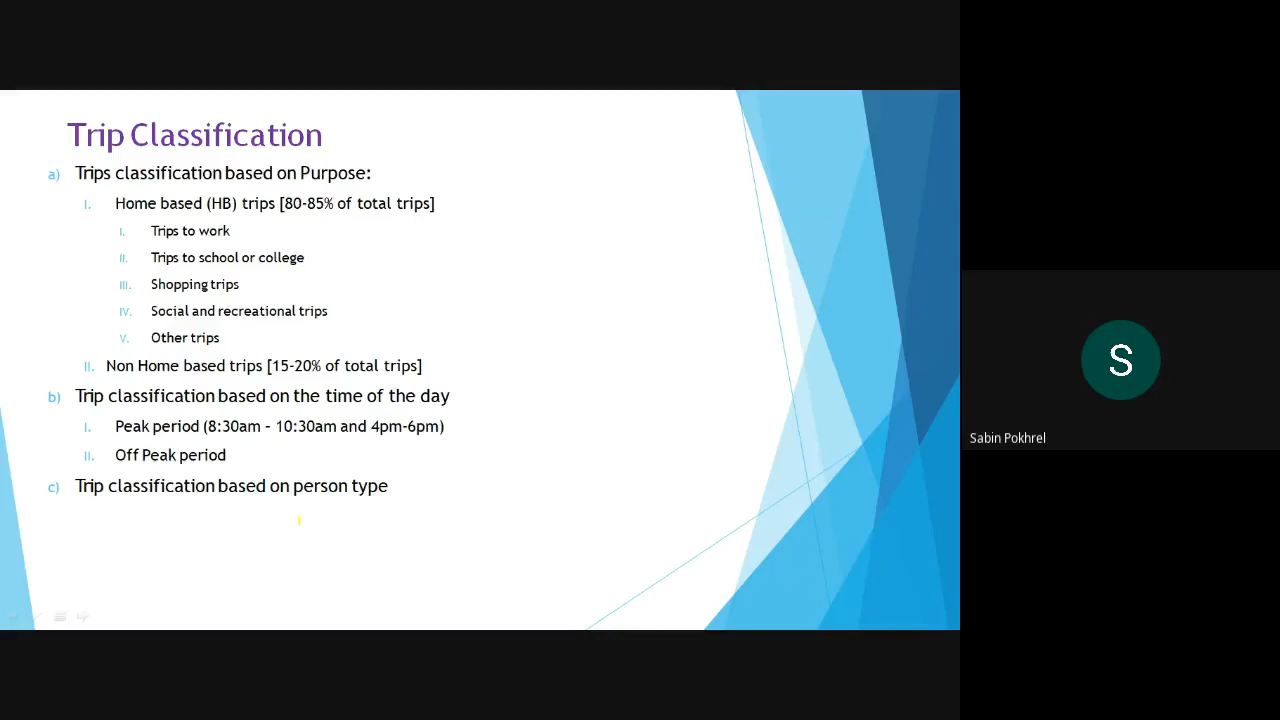 Trip Classification
a) Trips classification based on Purpose:
I. Home based (HB) trips [80-85% of total trips]
I. Trips to work
II. Trips to school or college
III. Shopping trips
IV. Social and recreational trips
V. Other trips
II. Non Home based trips [15-20% of total trips]
b) Trip classification based on the time of the day
I. Peak period (8:30am – 10:30am and 4pm-6pm)
II. Off Peak period
c) Trip classification based on person type
S
Sabin Pokhrel